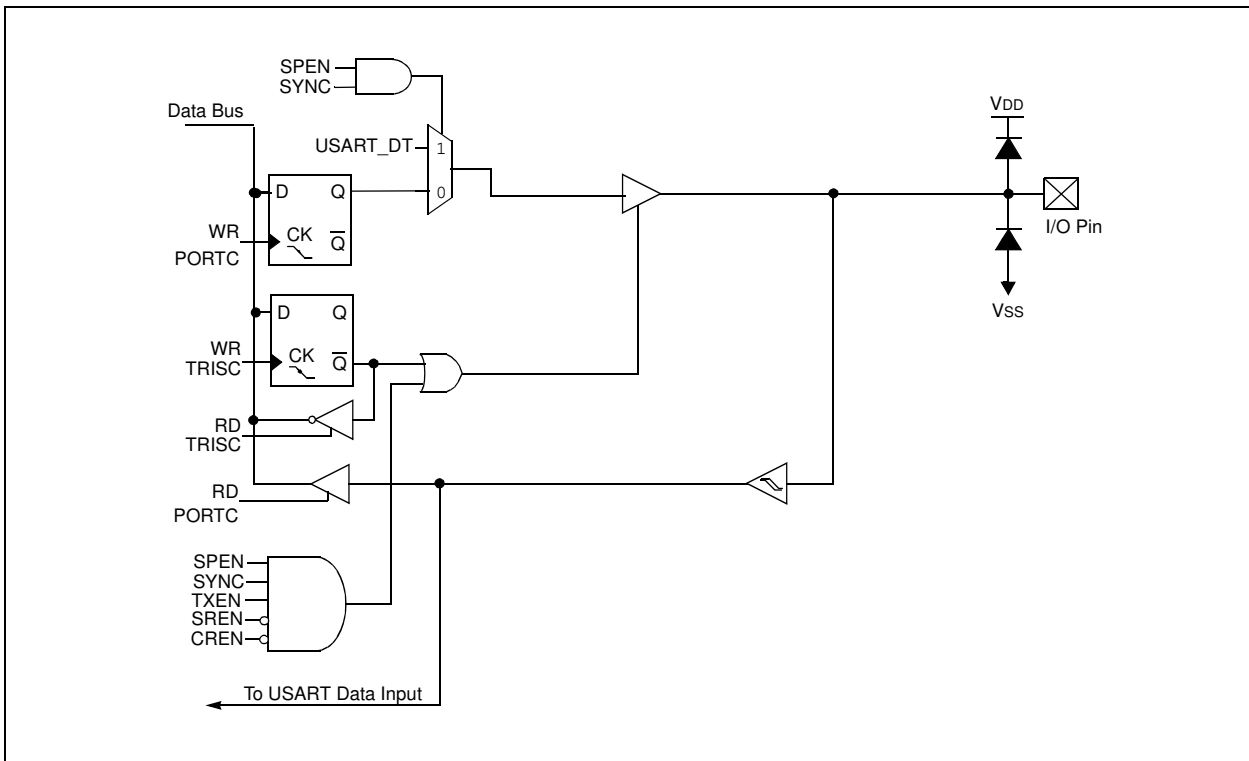 SPEN
SYNC
Data Bus
VDD
USART_DT
1
D
Q
0
WR
PORTC
CK
Q̅
I/O Pin
VSS
D
Q
WR
TRISC
CK
Q̅
RD
TRISC
RD
PORTC
SPEN
SYNC
TXEN
SREN
CREN
To USART Data Input